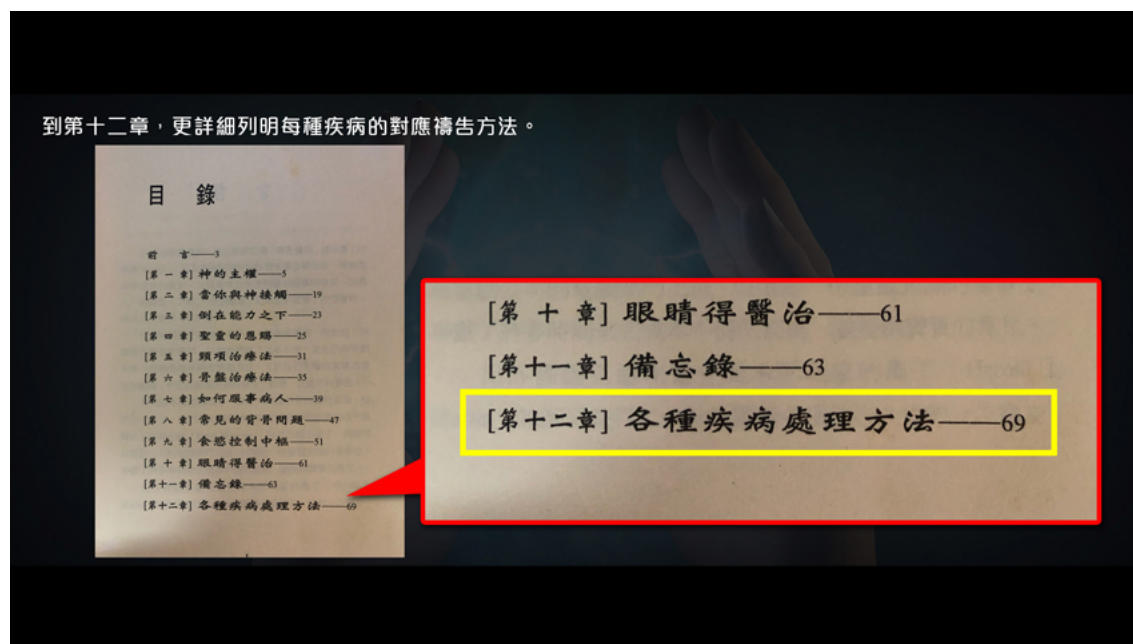 到第十二章，更詳細列明每種疾病的對應禱告方法。
目錄
前言——3
[第一章] 神的主權——5
[第二章] 當你與神接觸——19
[第三章] 倒在能力之下——23
[第四章] 聖靈的恩賜——25
[第五章] 頸項治療法——31
[第六章] 骨盤治療法——35
[第七章] 如何服事病人——39
[第八章] 常見的背骨問題——47
[第九章] 食慾控制中樞——51
[第十章] 眼睛得醫治——61
[第十一章] 備忘錄——63
[第十二章] 各種疾病處理方法——69
[第十章] 眼睛得醫治——61
[第十一章] 備忘錄——63
[第十二章] 各種疾病處理方法——69